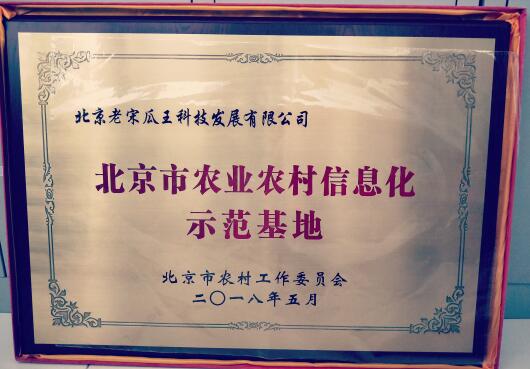 北京老宋瓜王科技发展有限公司
北京市农业农村信息化
示范基地
北京市农村工作委员会
二〇一八年五月